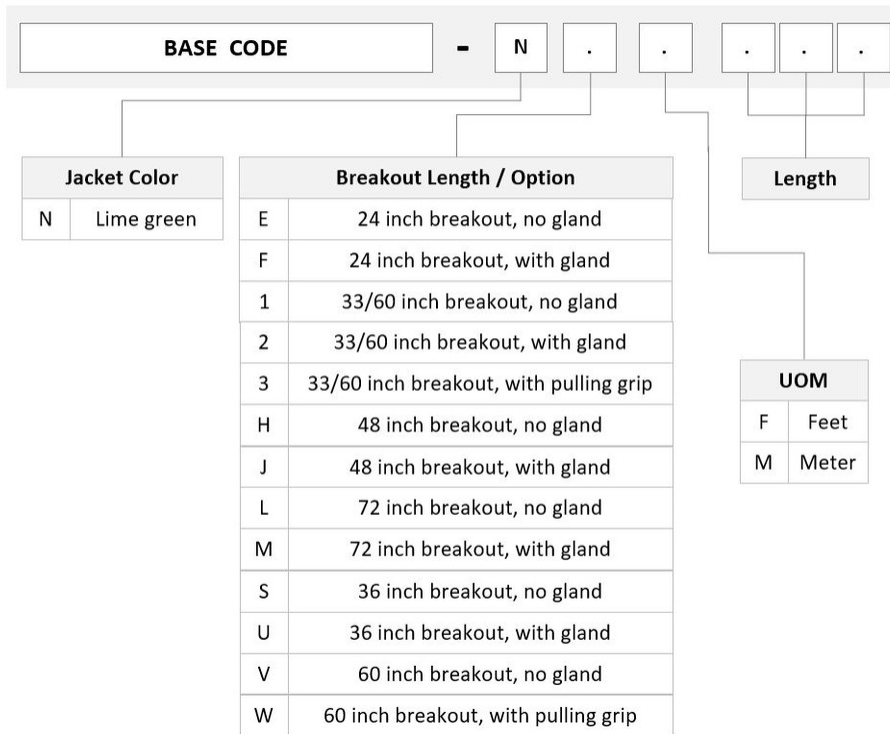 BASE CODE - N . . . . .
Jacket Color
N Lime green
Breakout Length / Option
E 24 inch breakout, no gland
F 24 inch breakout, with gland
1 33/60 inch breakout, no gland
2 33/60 inch breakout, with gland
3 33/60 inch breakout, with pulling grip
H 48 inch breakout, no gland
J 48 inch breakout, with gland
L 72 inch breakout, no gland
M 72 inch breakout, with gland
S 36 inch breakout, no gland
U 36 inch breakout, with gland
V 60 inch breakout, no gland
W 60 inch breakout, with pulling grip
Length
UOM
F Feet
M Meter